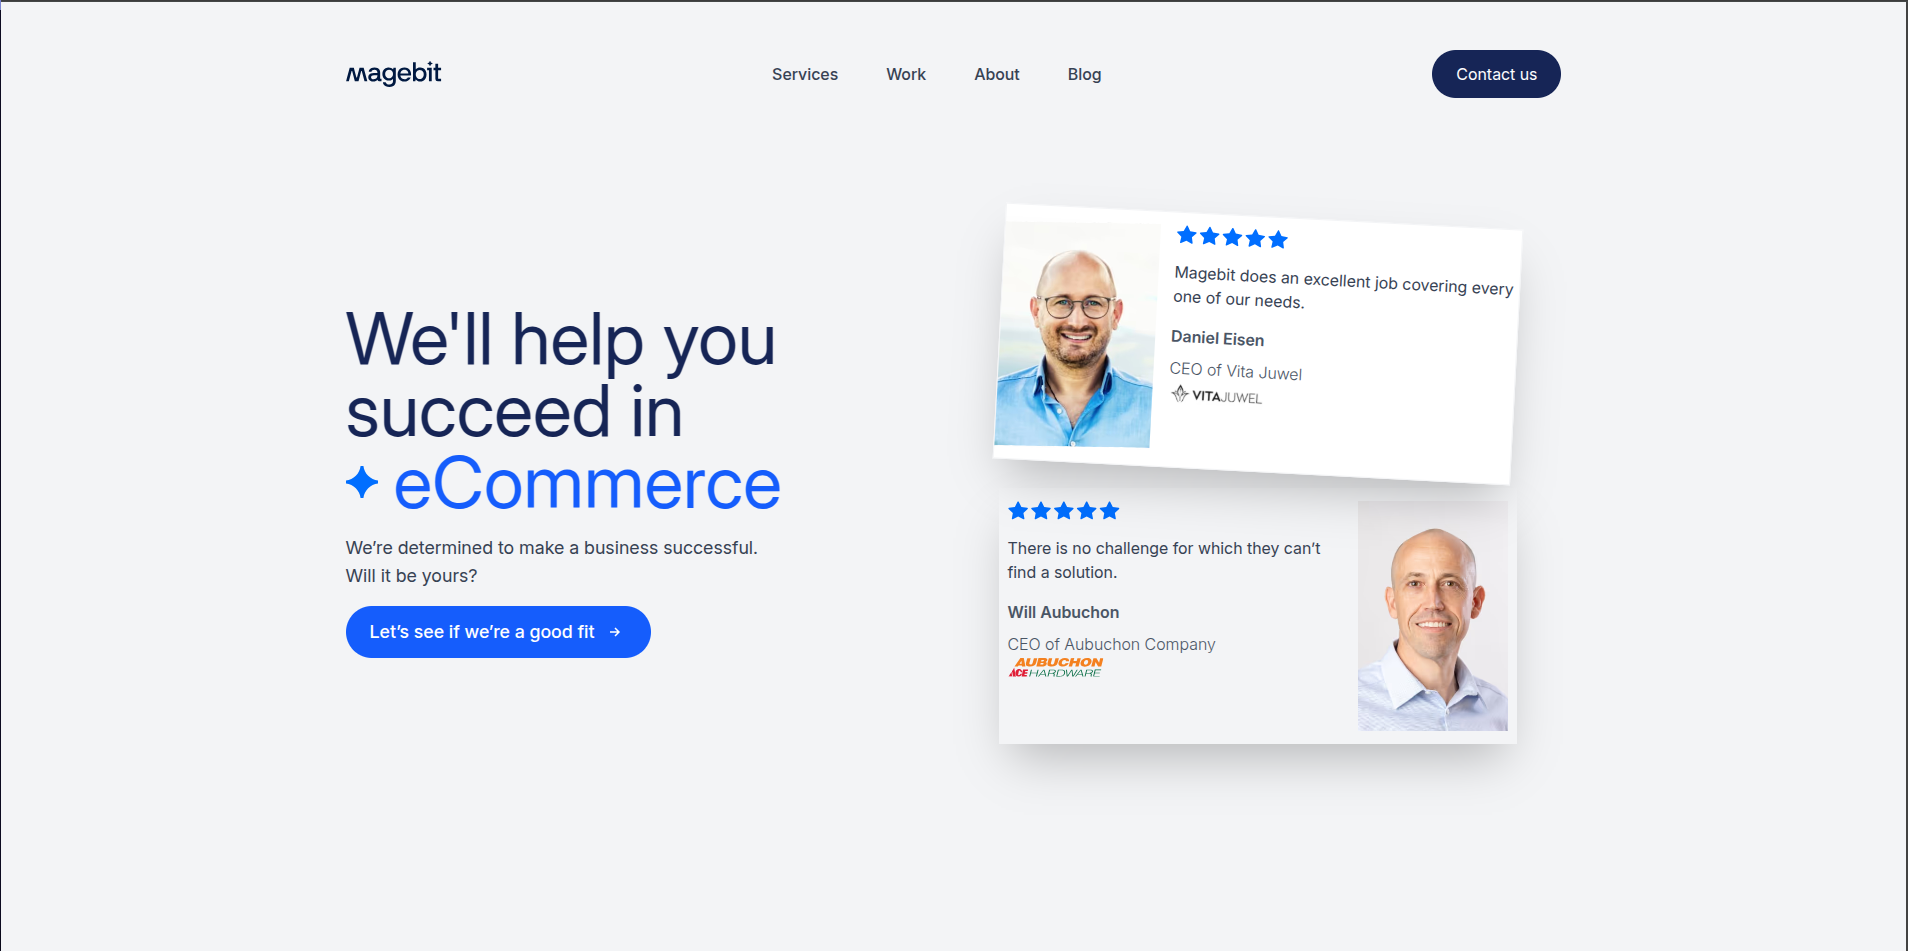 magebit
Services
Work
About
Blog
Contact us
We'll help you
succeed in
eCommerce
We’re determined to make a business successful.
Will it be yours?
Let’s see if we’re a good fit →
Magebit does an excellent job covering every
one of our needs.
Daniel Eisen
CEO of Vita Juwel
VITAJUWEL
There is no challenge for which they can’t
find a solution.
Will Aubuchon
CEO of Aubuchon Company
AUBUCHON
ACE HARDWARE